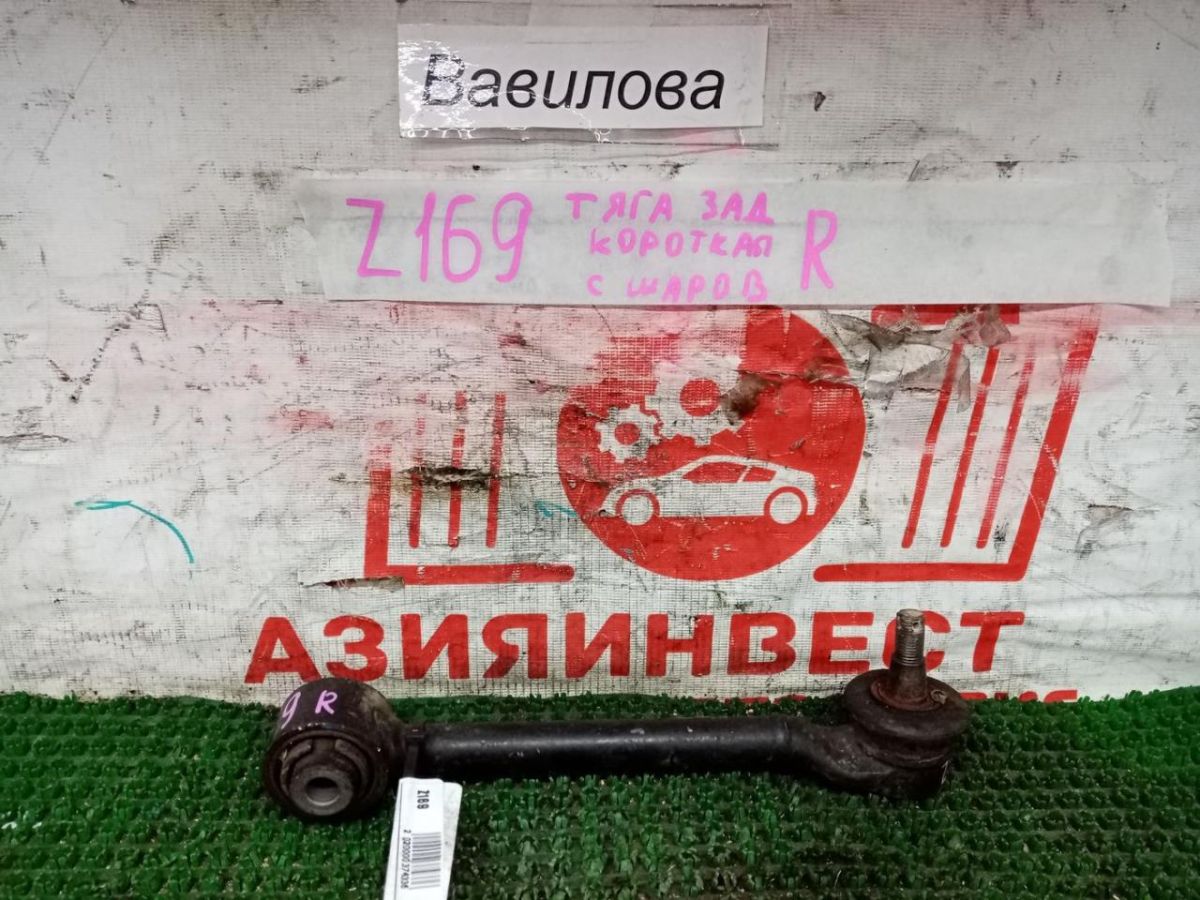 Вавилова
Z169
ТЯГА ЗАД
КОРОТКАЯ
С ШАРОВ
R
АЗИЯИНВЕСТ
9 R
Z169